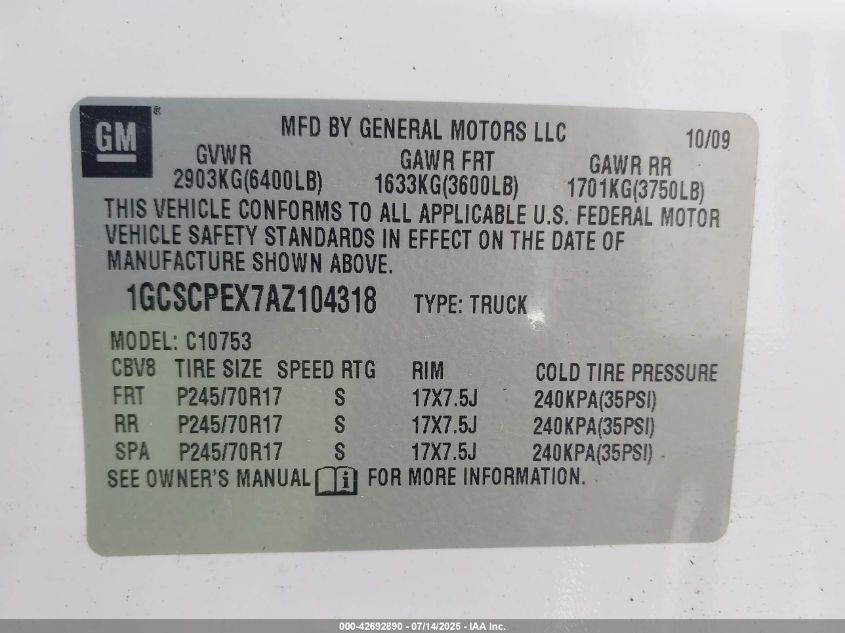 GM®
MFD BY GENERAL MOTORS LLC 10/09
GVWR GAWR FRT GAWR RR
2903KG(6400LB) 1633KG(3600LB) 1701KG(3750LB)
THIS VEHICLE CONFORMS TO ALL APPLICABLE U.S. FEDERAL MOTOR
VEHICLE SAFETY STANDARDS IN EFFECT ON THE DATE OF
MANUFACTURE SHOWN ABOVE.
1GCSCPEX7AZ104318 TYPE: TRUCK
MODEL: C10753
CBV8 TIRE SIZE SPEED RTG RIM COLD TIRE PRESSURE
FRT P245/70R17 S 17X7.5J 240KPA(35PSI)
RR P245/70R17 S 17X7.5J 240KPA(35PSI)
SPA P245/70R17 S 17X7.5J 240KPA(35PSI)
SEE OWNER'S MANUAL i FOR MORE INFORMATION.
000-42692890 - 07/14/2025 - IAA Inc.